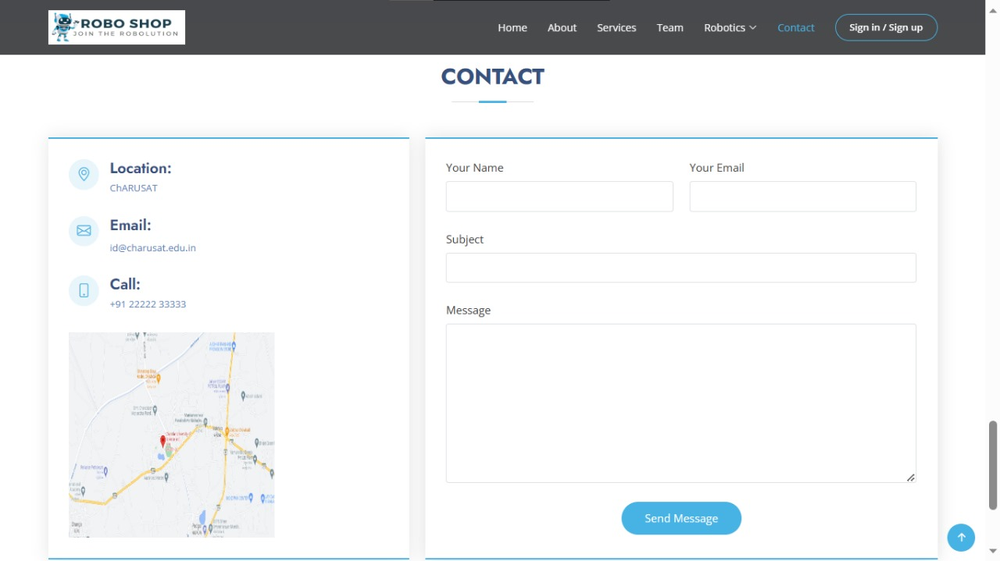 ROBO SHOP
JOIN THE ROBOLUTION
Home About Services Team Robotics Contact Sign in / Sign up
CONTACT
Location:
ChARUSAT
Email:
id@charusat.edu.in
Call:
+91 22222 33333
Your Name
Your Email
Subject
Message
Send Message